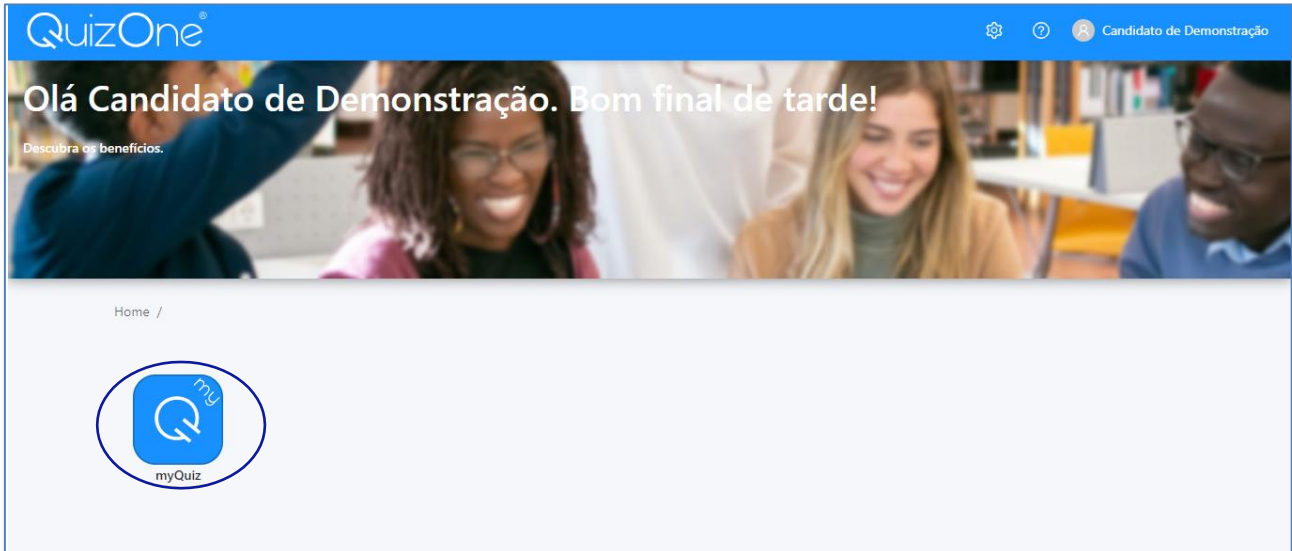 QuizOne®
Candidato de Demonstração
Olá Candidato de Demonstração. Bom final de tarde!
Descubra os benefícios.
Home /
my
myQuiz